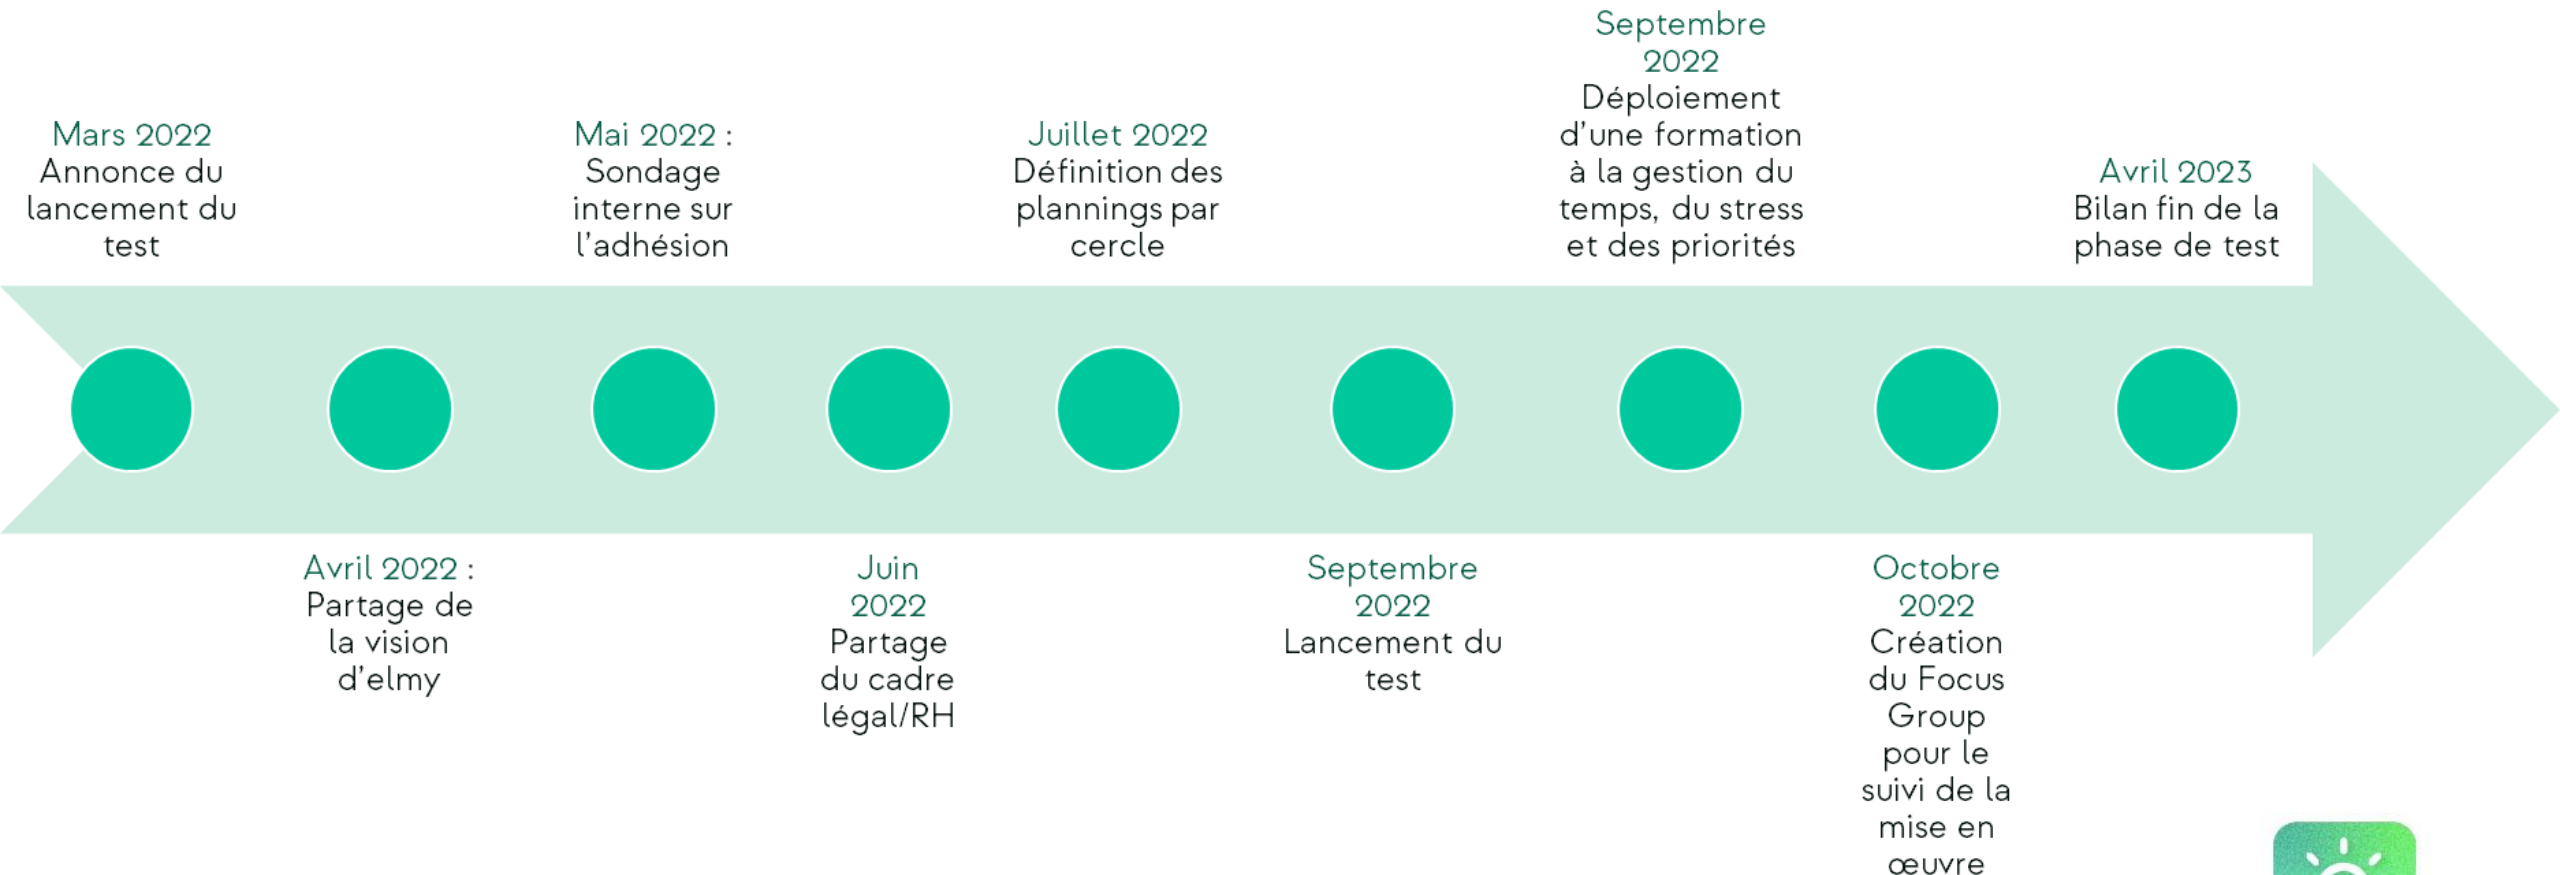 Mars 2022
Annonce du
lancement du
test
Avril 2022 :
Partage de
la vision
d'elmy
Mai 2022 :
Sondage
interne sur
l'adhésion
Juin
2022
Partage
du cadre
légal/RH
Juillet 2022
Définition des
plannings par
cercle
Septembre
2022
Lancement du
test
Septembre
2022
Déploiement
d'une formation
à la gestion du
temps, du stress
et des priorités
Octobre
2022
Création
du Focus
Group
pour le
suivi de la
mise en
œuvre
Avril 2023
Bilan fin de la
phase de test